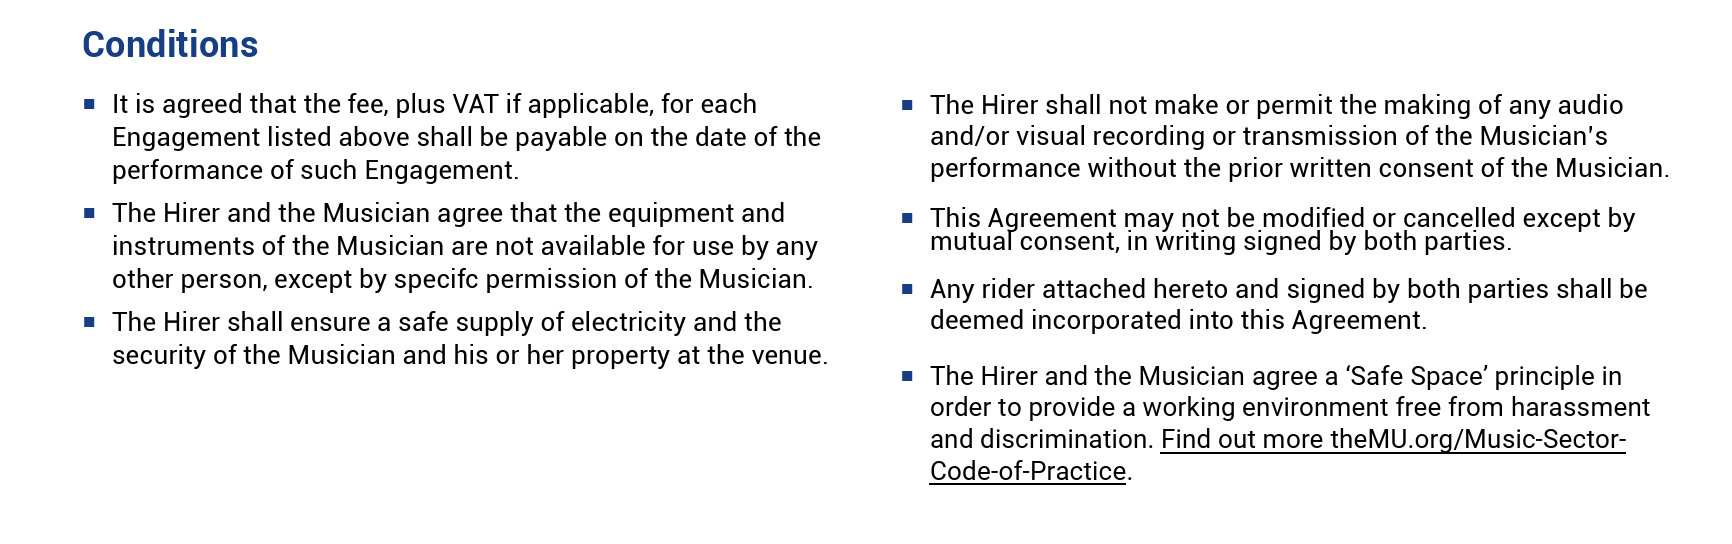 Conditions
It is agreed that the fee, plus VAT if applicable, for each
Engagement listed above shall be payable on the date of the
performance of such Engagement.
The Hirer and the Musician agree that the equipment and
instruments of the Musician are not available for use by any
other person, except by specifc permission of the Musician.
The Hirer shall ensure a safe supply of electricity and the
security of the Musician and his or her property at the venue.
The Hirer shall not make or permit the making of any audio
and/or visual recording or transmission of the Musician's
performance without the prior written consent of the Musician.
This Agreement may not be modified or cancelled except by
mutual consent, in writing signed by both parties.
Any rider attached hereto and signed by both parties shall be
deemed incorporated into this Agreement.
The Hirer and the Musician agree a ‘Safe Space’ principle in
order to provide a working environment free from harassment
and discrimination. Find out more theMU.org/Music-Sector-
Code-of-Practice.